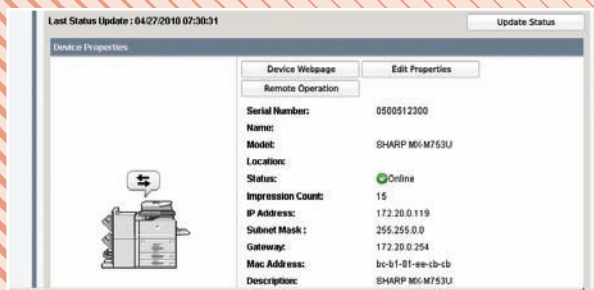 Last Status Update : 04/27/2010 07:30:31
Update Status
Device Properties
Device Webpage
Edit Properties
Remote Operation
Serial Number: 0500512300
Name:
Model: SHARP MX-M753U
Location:
Status: Online
Impression Count: 15
IP Address: 172.20.0.119
Subnet Mask : 255.255.0.0
Gateway: 172.20.0.254
Mac Address: bc-b1-81-ee-cb-cb
Description: SHARP MX-M753U